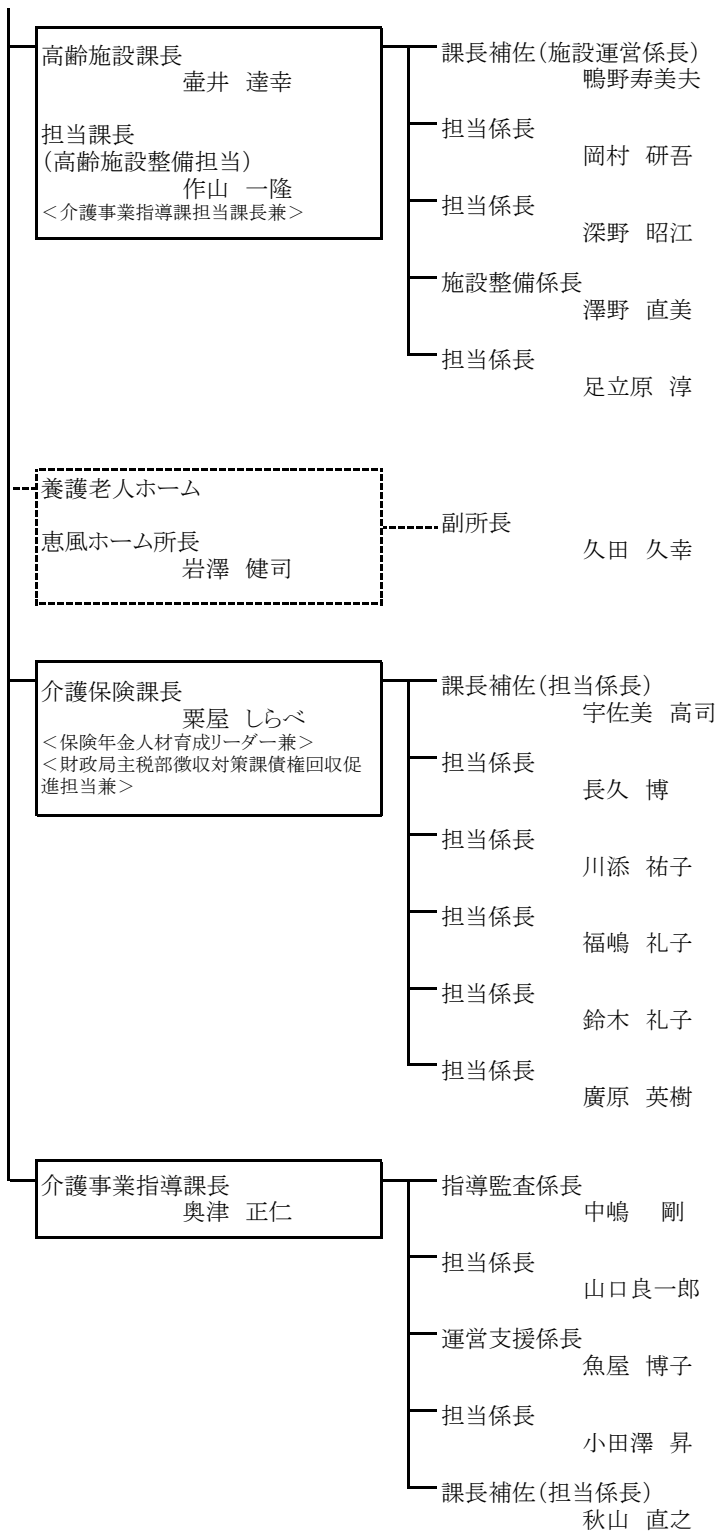 高齢施設課長
壷井 達幸
担当課長
(高齢施設整備担当)
作山 一隆
<介護事業指導課担当課長兼>
課長補佐(施設運営係長)
鴨野寿美夫
担当係長
岡村 研吾
担当係長
深野 昭江
施設整備係長
澤野 直美
担当係長
足立原 淳
養護老人ホーム
恵風ホーム所長
岩澤 健司
副所長
久田 久幸
介護保険課長
粟屋 しらべ
<保険年金人材育成リーダー兼>
<財政局主税部徴収対策課債権回収促
進担当兼>
課長補佐(担当係長)
宇佐美 高司
担当係長
長久 博
担当係長
川添 祐子
担当係長
福嶋 礼子
担当係長
鈴木 礼子
担当係長
廣原 英樹
介護事業指導課長
奥津 正仁
指導監査係長
中嶋 剛
担当係長
山口良一郎
運営支援係長
魚屋 博子
担当係長
小田澤 昇
課長補佐(担当係長)
秋山 直之